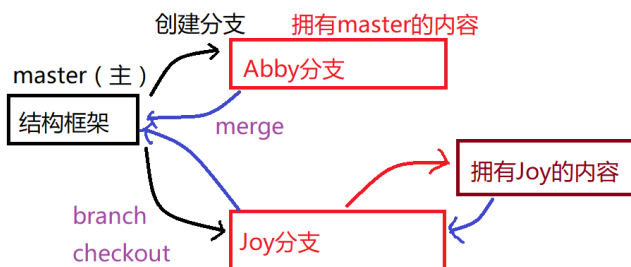 创建分支
拥有master的内容
master（主）
Abby分支
结构框架
merge
拥有Joy的内容
branch
checkout
Joy分支